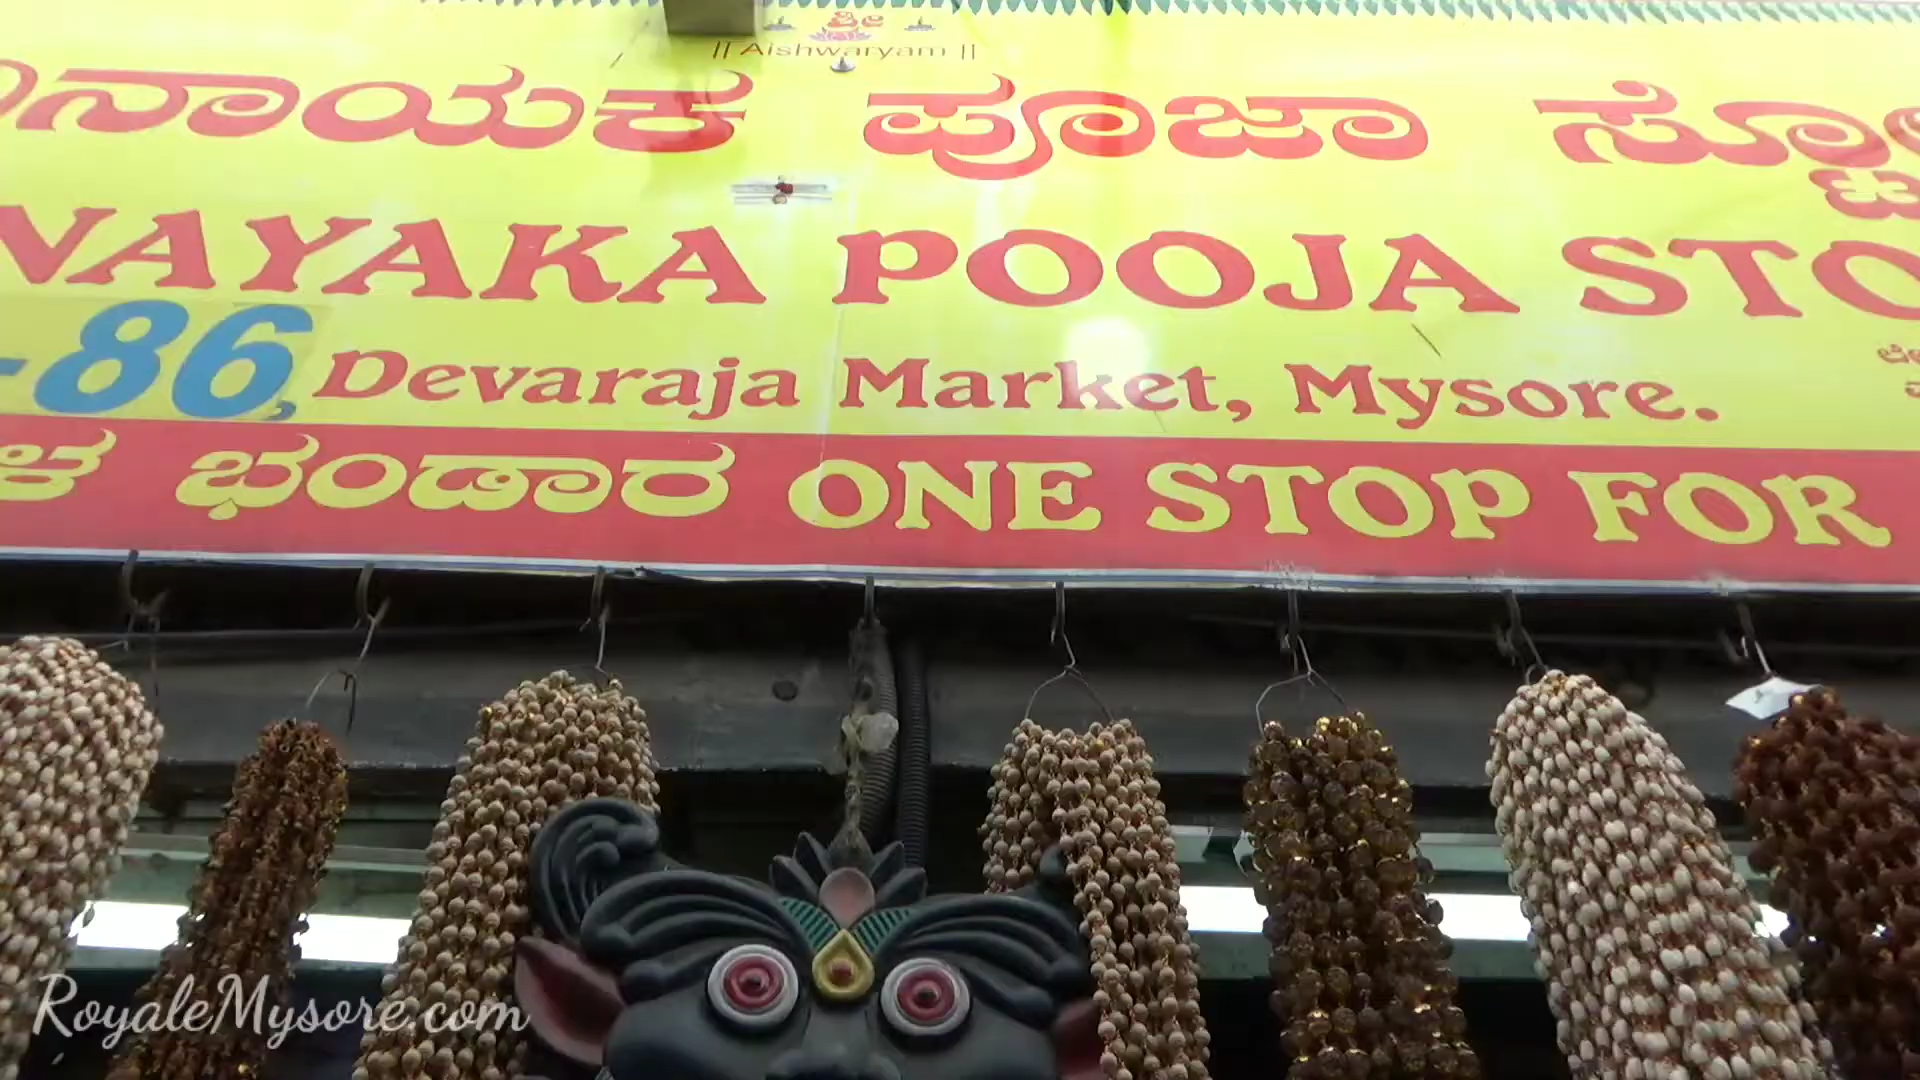 ಶ್ರೀ
|| Aishwaryam ||
ನಾಯಕ ಪೂಜಾ
NAYAKA POOJA STO
-86, Devaraja Market, Mysore.
ಳ ಭಂಡಾರ ONE STOP FOR
RoyaleMysore.com